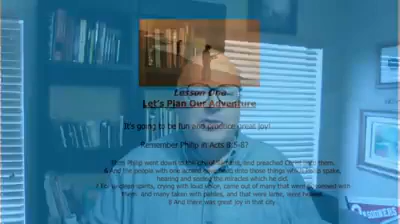 Lesson One
Let's Plan Our Adventure
It's going to be fun and produce great joy!
Remember Philip in Acts 8:5-8?
Then Philip went down to the city of Samaria, and preached Christ unto them.
6 And the people with one accord gave heed unto those things which Philip spake,
hearing and seeing the miracles which he did.
7 For unclean spirits, crying with loud voice, came out of many that were possessed with
them: and many taken with palsies, and that were lame, were healed.
8 And there was great joy in that city.
SOONERS